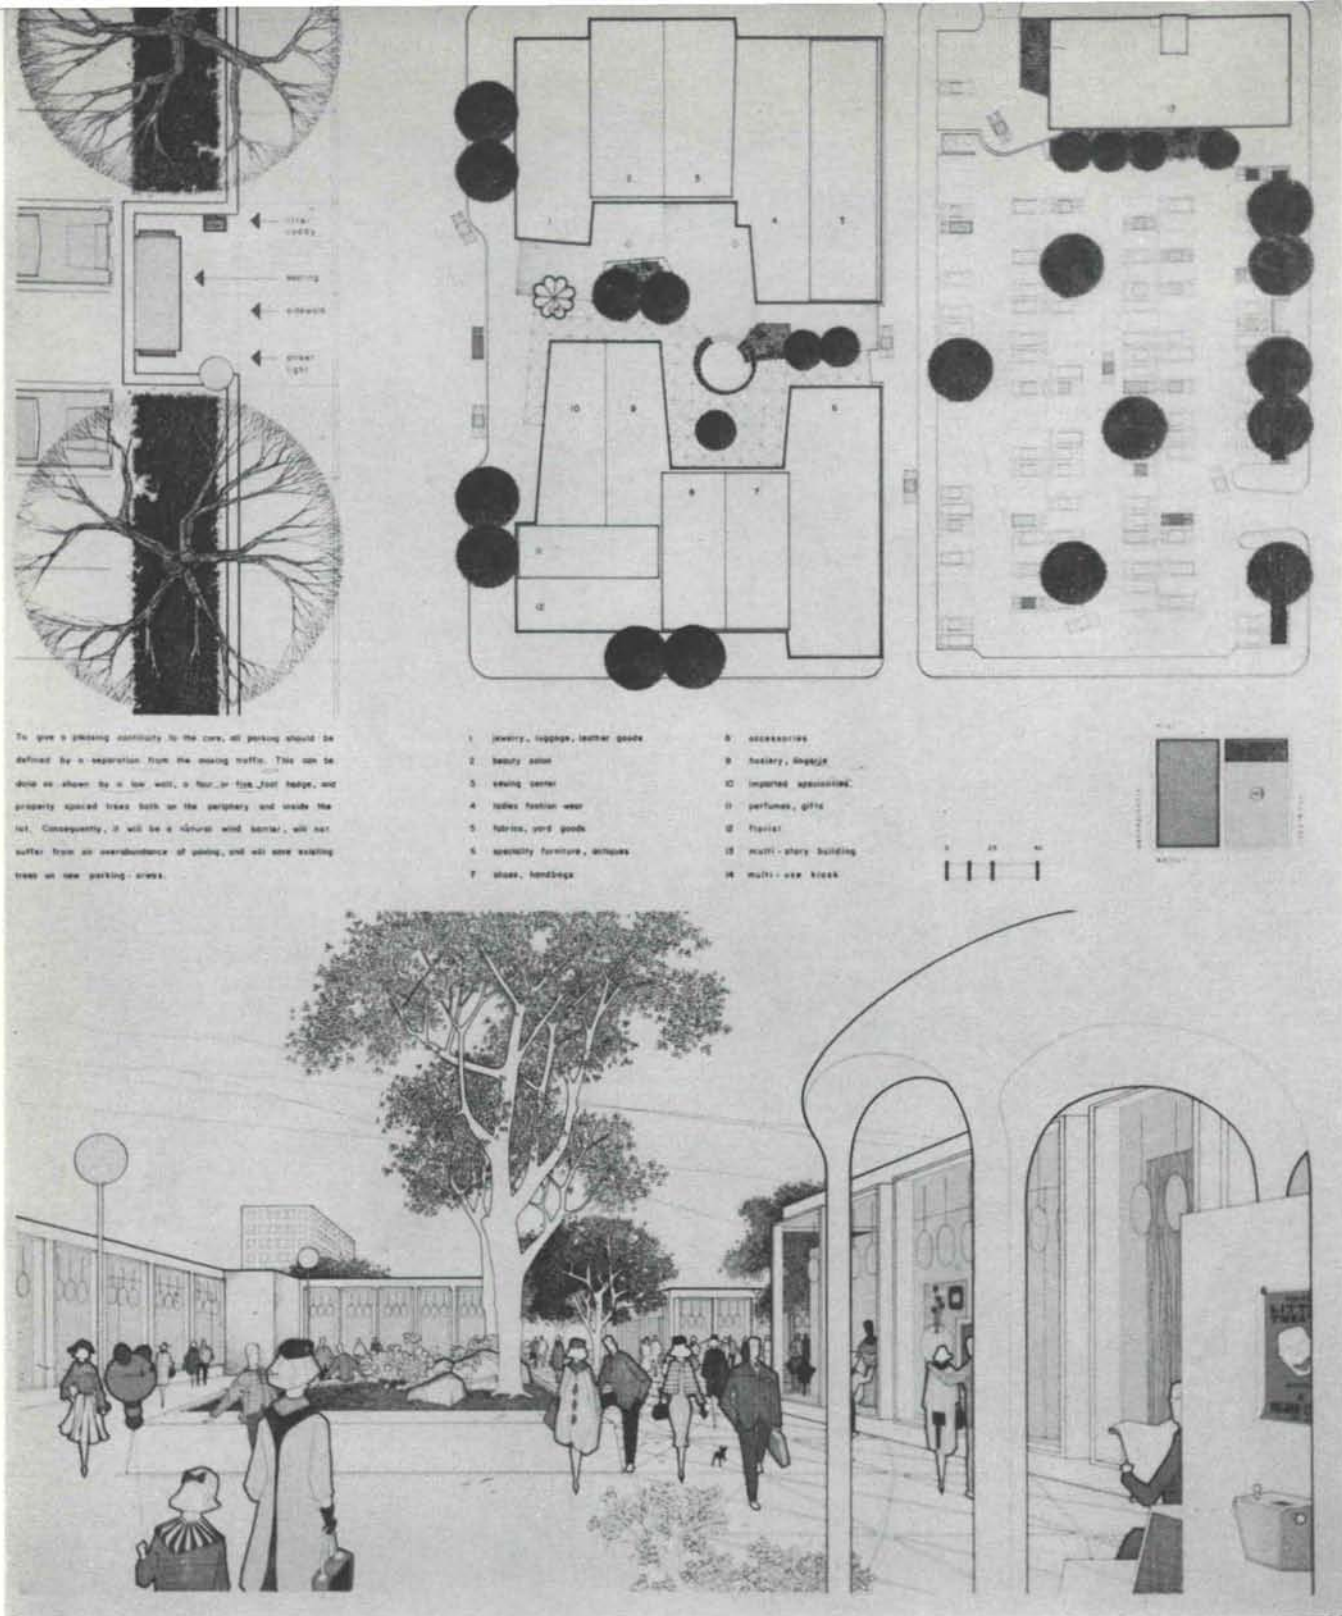 litter
caddy
seating
sidewalk
street
light
To give a pleasing continuity to the core, all parking should be
defined by a separation from the moving traffic. This can be
done as shown by a low wall, a four or five foot hedge, and
properly spaced trees both on the periphery and inside the
lot. Consequently, it will be a natural wind barrier, will not
suffer from an overabundance of paving, and will save existing
trees on new parking areas.
1 jewelry, luggage, leather goods
2 beauty salon
3 sewing center
4 ladies fashion wear
5 fabrics, yard goods
6 speciality furniture, antiques
7 shoes, handbags
8 accessories
9 hosiery, lingerie
10 imported specialities
11 perfumes, gifts
12 florist
13 multi-story building
14 multi-use kiosk
LITTLE
THEATRE